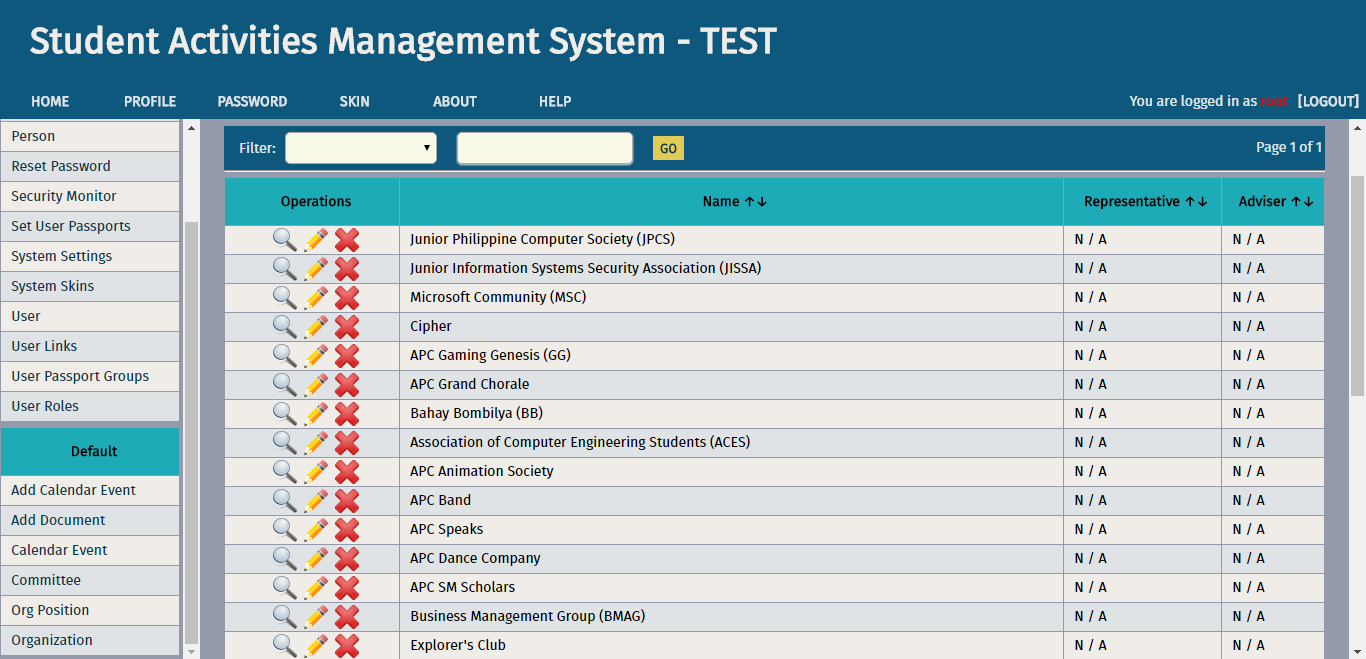 Student Activities Management System - TEST
HOME PROFILE PASSWORD SKIN ABOUT HELP You are logged in as root [LOGOUT]
Person
Reset Password
Security Monitor
Set User Passports
System Settings
System Skins
User
User Links
User Passport Groups
User Roles
Default
Add Calendar Event
Add Document
Calendar Event
Committee
Org Position
Organization
Filter: GO Page 1 of 1
Operations Name ↑↓ Representative ↑↓ Adviser ↑↓
Junior Philippine Computer Society (JPCS) N / A N / A
Junior Information Systems Security Association (JISSA) N / A N / A
Microsoft Community (MSC) N / A N / A
Cipher N / A N / A
APC Gaming Genesis (GG) N / A N / A
APC Grand Chorale N / A N / A
Bahay Bombilya (BB) N / A N / A
Association of Computer Engineering Students (ACES) N / A N / A
APC Animation Society N / A N / A
APC Band N / A N / A
APC Speaks N / A N / A
APC Dance Company N / A N / A
APC SM Scholars N / A N / A
Business Management Group (BMAG) N / A N / A
Explorer's Club N / A N / A